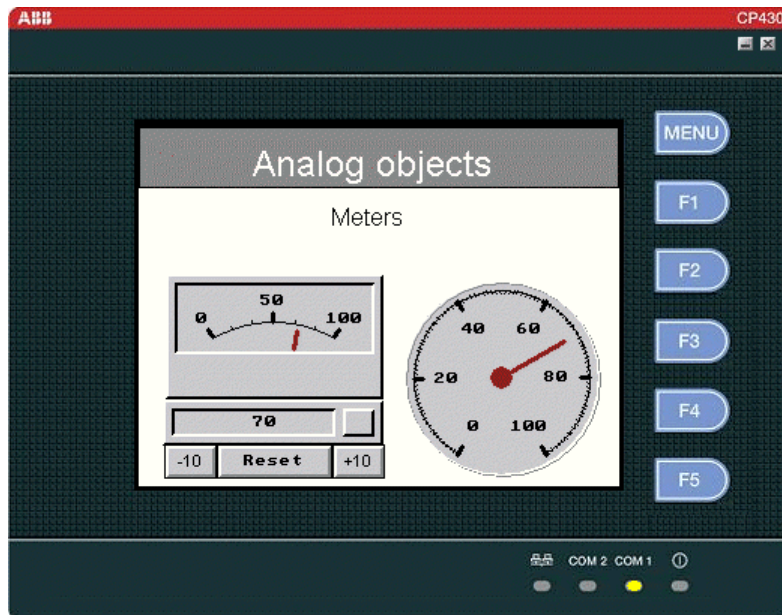 ABB CP430
MENU
Analog objects
Meters
F1
F2
F3
F4
F5
0 50 100
70
-10 Reset +10
0 20 40 60 80 100
COM 2 COM 1